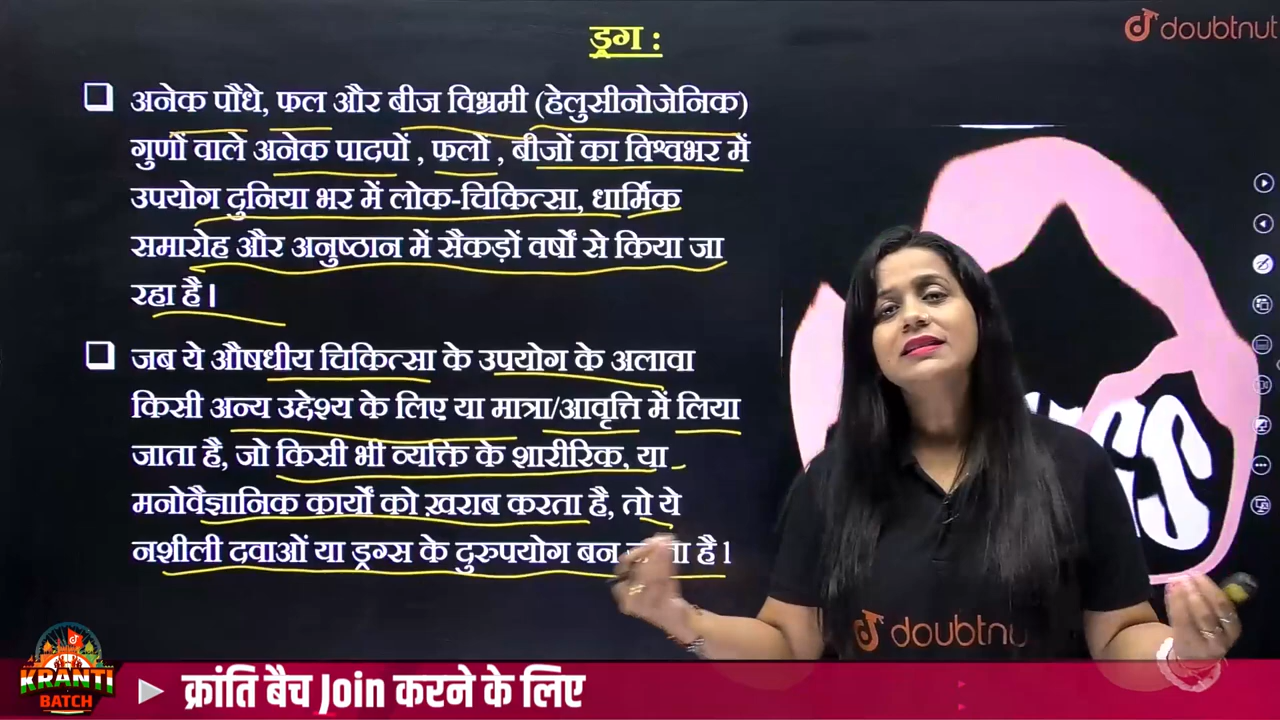 ड्रग :
doubtnut
❑ अनेक पौधे, फल और बीज विभ्रमी (हेलुसीनोजेनिक)
गुणों वाले अनेक पादपों , फलों , बीजों का विश्वभर में
उपयोग दुनिया भर में लोक-चिकित्सा, धार्मिक
समारोह और अनुष्ठान में सैकड़ों वर्षों से किया जा
रहा है।
❑ जब ये औषधीय चिकित्सा के उपयोग के अलावा
किसी अन्य उद्देश्य के लिए या मात्रा/आवृत्ति में लिया
जाता है, जो किसी भी व्यक्ति के शारीरिक, या
मनोवैज्ञानिक कार्यों को ख़राब करता है, तो ये
नशीली दवाओं या ड्रग्स के दुरुपयोग बन है।
doubtnu
KRANTI
BATCH
क्रांति बैच Join करने के लिए